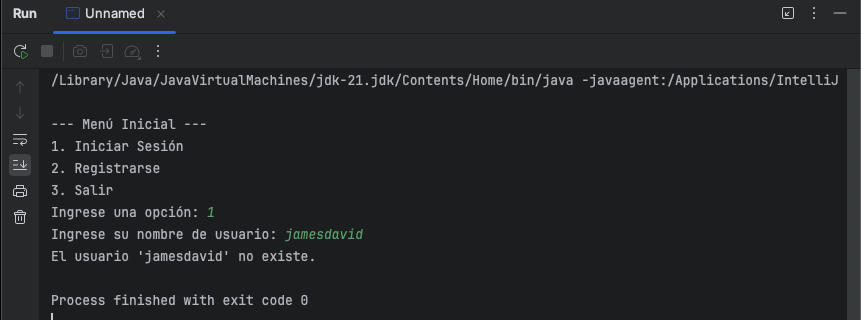 Run Unnamed
/Library/Java/JavaVirtualMachines/jdk-21.jdk/Contents/Home/bin/java -javaagent:/Applications/IntelliJ
--- Menú Inicial ---
1. Iniciar Sesión
2. Registrarse
3. Salir
Ingrese una opción: 1
Ingrese su nombre de usuario: jamesdavid
El usuario 'jamesdavid' no existe.
Process finished with exit code 0